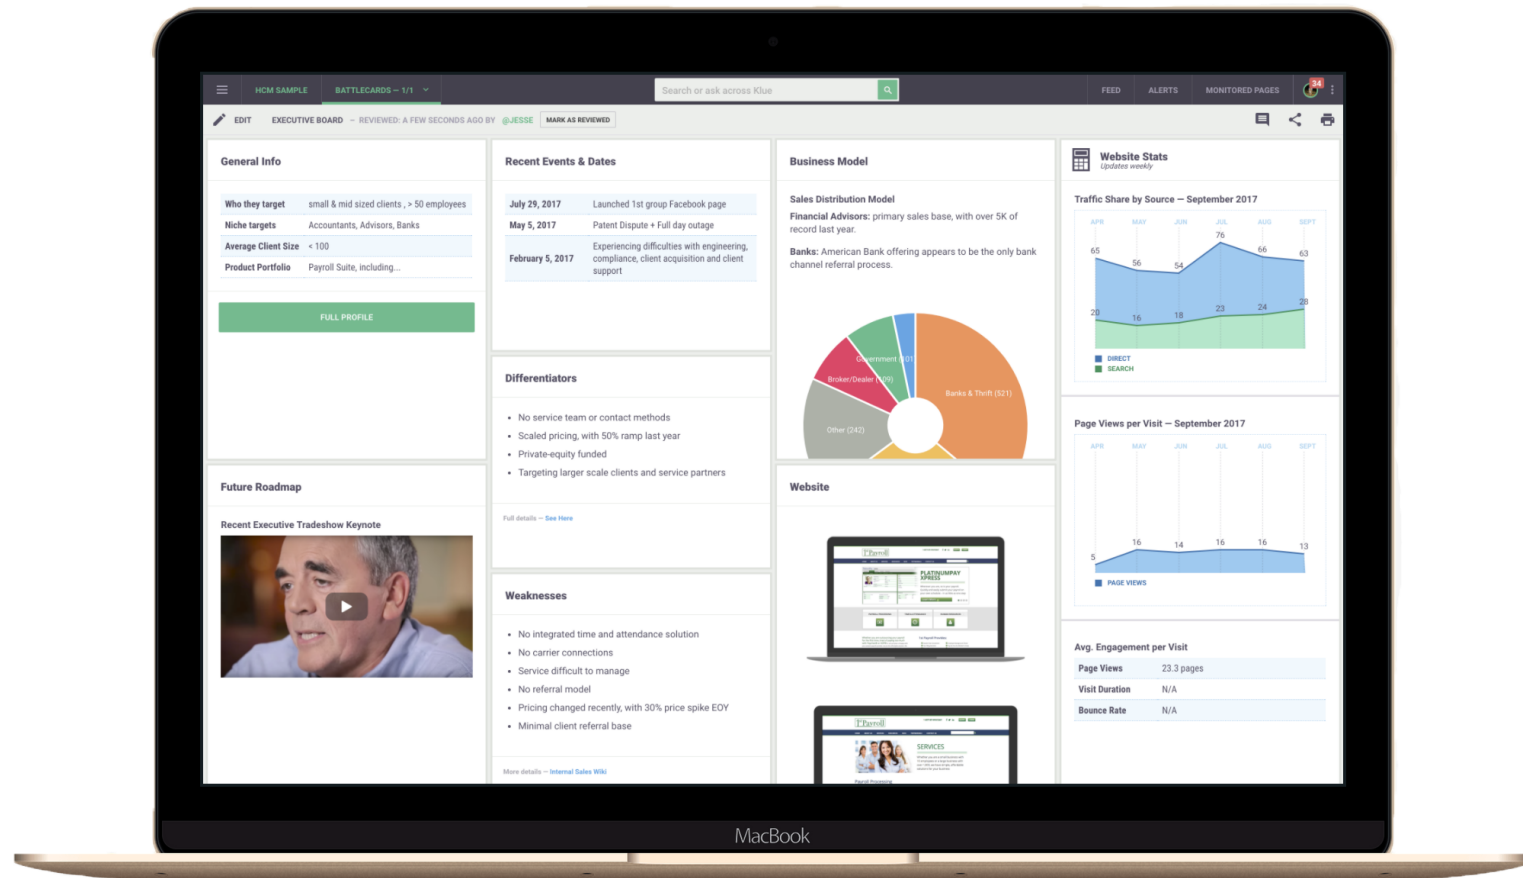 HCM SAMPLE
BATTLECARDS — 1/1
Search or ask across Klue
FEED
ALERTS
MONITORED PAGES
34
EDIT
EXECUTIVE BOARD — REVIEWED: A FEW SECONDS AGO BY @JESSE
MARK AS REVIEWED
General Info
Who they target small & mid sized clients , > 50 employees
Niche targets Accountants, Advisors, Banks
Average Client Size < 100
Product Portfolio Payroll Suite, including...
FULL PROFILE
Future Roadmap
Recent Executive Tradeshow Keynote
Recent Events & Dates
July 29, 2017 Launched 1st group Facebook page
May 5, 2017 Patent Dispute + Full day outage
February 5, 2017 Experiencing difficulties with engineering,
compliance, client acquisition and client
support
Differentiators
• No service team or contact methods
• Scaled pricing, with 50% ramp last year
• Private-equity funded
• Targeting larger scale clients and service partners
Full details — See Here
Weaknesses
• No integrated time and attendance solution
• No carrier connections
• Service difficult to manage
• No referral model
• Pricing changed recently, with 30% price spike EOY
• Minimal client referral base
More details — Internal Sales Wiki
Business Model
Sales Distribution Model
Financial Advisors: primary sales base, with over 5K of
record last year.
Banks: American Bank offering appears to be the only bank
channel referral process.
Government (101
Broker/Dealer (109)
Banks & Thrift (521)
Other (242)
Website
Payroll
PLATINUMPAY
XPRESS
Payroll
SERVICES
Payroll Processing
Website Stats
Updates weekly
Traffic Share by Source — September 2017
APR MAY JUN JUL AUG SEPT
65 56 54 76 66 63
20 16 18 23 24 28
DIRECT
SEARCH
Page Views per Visit — September 2017
APR MAY JUN JUL AUG SEPT
5 16 14 16 16 13
PAGE VIEWS
Avg. Engagement per Visit
Page Views 23.3 pages
Visit Duration N/A
Bounce Rate N/A
MacBook